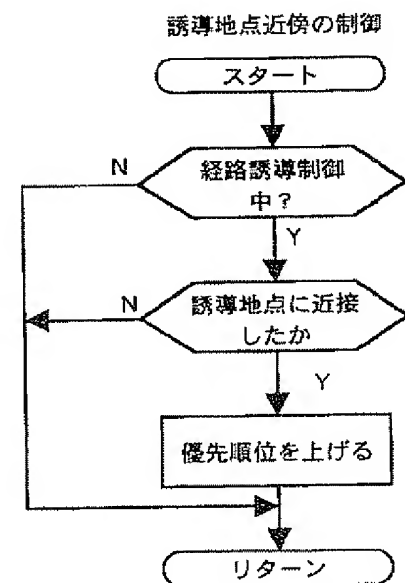 誘導地点近傍の制御
スタート
経路誘導制御
中？
N
Y
誘導地点に近接
したか
N
Y
優先順位を上げる
リターン